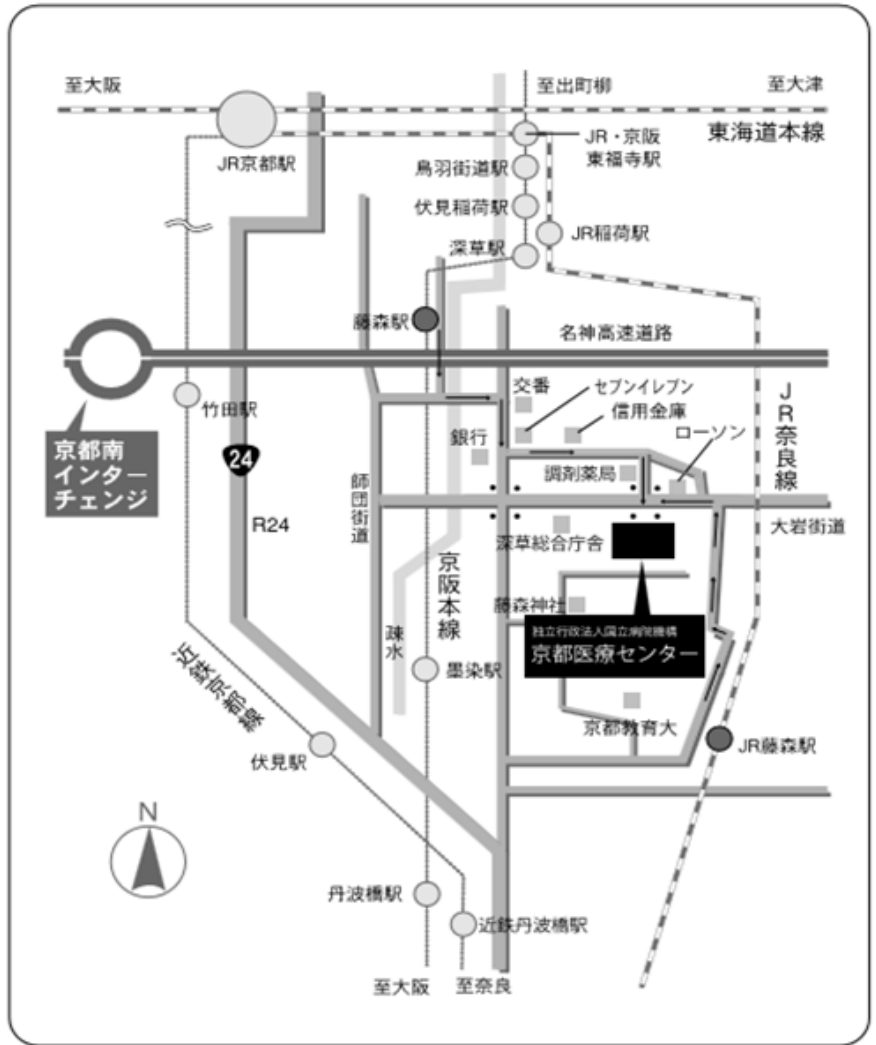 至大阪
至出町柳
至大津
東海道本線
JR京都駅
JR・京阪
東福寺駅
鳥羽街道駅
伏見稲荷駅
JR稲荷駅
深草駅
藤森駅
名神高速道路
竹田駅
交番
セブンイレブン
信用金庫
ローソン
JR奈良線
京都南
インター
チェンジ
銀行
24
調剤薬局
師団街道
R24
深草総合庁舎
大岩街道
京阪本線
藤森神社
疎水
独立行政法人国立病院機構
京都医療センター
墨染駅
近鉄京都線
京都教育大
JR藤森駅
伏見駅
N
丹波橋駅
近鉄丹波橋駅
至大阪
至奈良